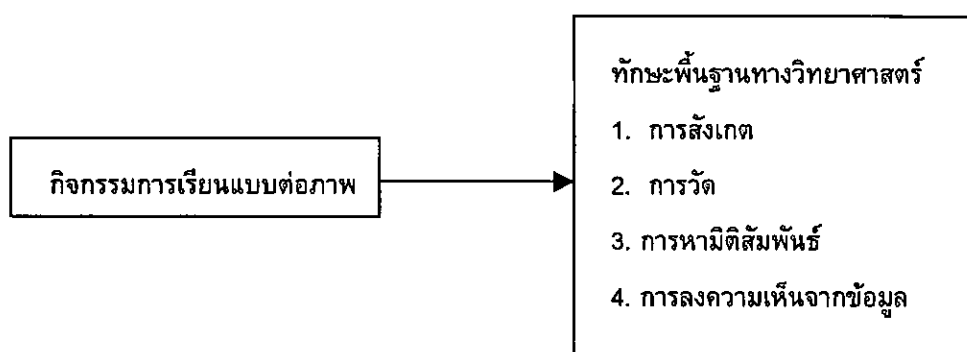 กิจกรรมการเรียนแบบต่อภาพ
ทักษะพื้นฐานทางวิทยาศาสตร์
1. การสังเกต
2. การวัด
3. การหามิติสัมพันธ์
4. การลงความเห็นจากข้อมูล